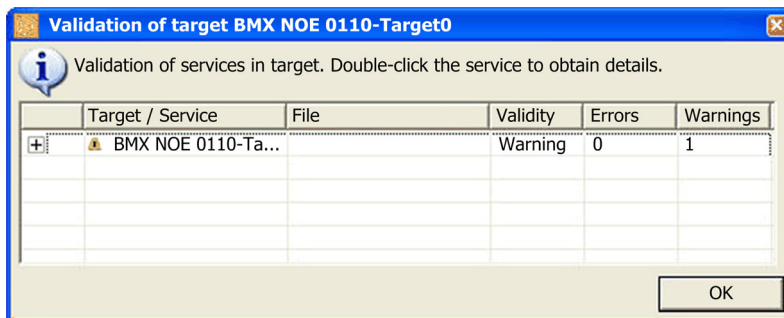 Validation of target BMX NOE 0110-Target0
Validation of services in target. Double-click the service to obtain details.
Target / Service File Validity Errors Warnings
BMX NOE 0110-Ta... Warning 0 1
OK